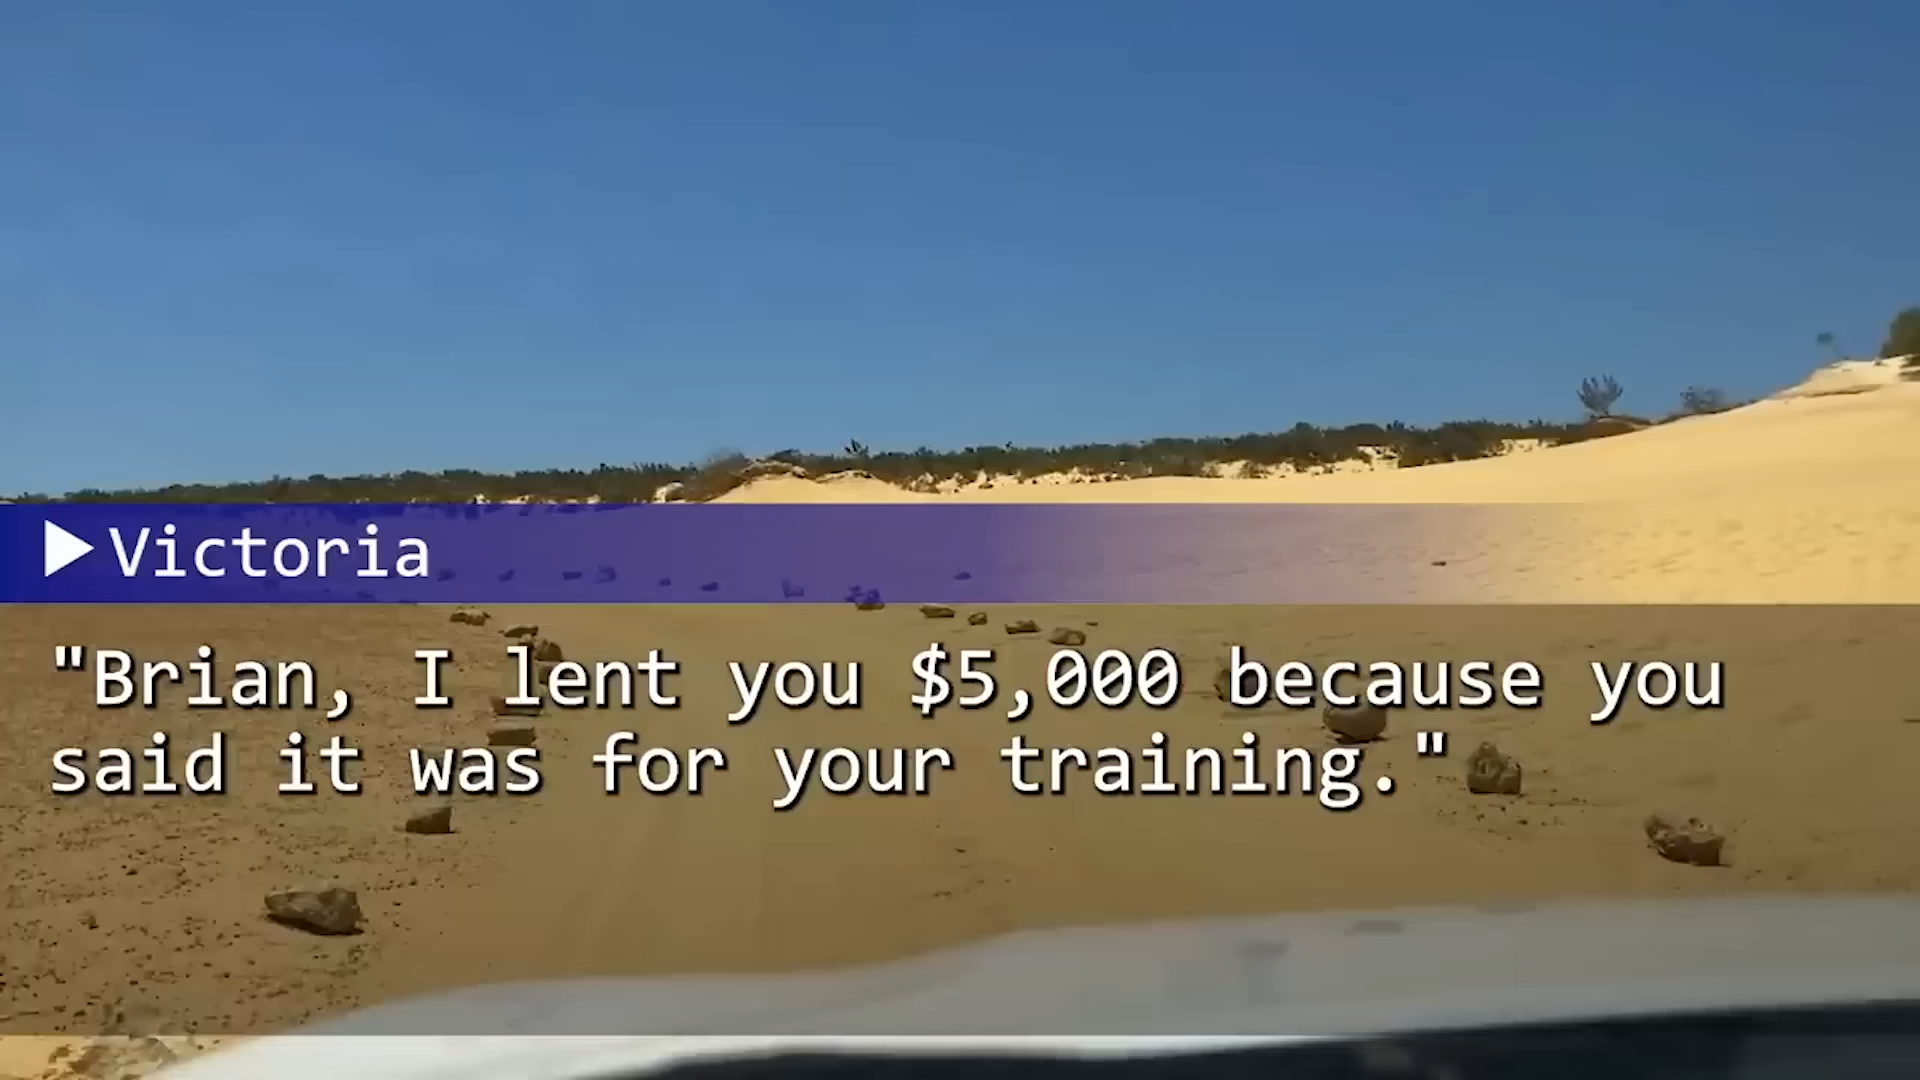 Victoria
"Brian, I lent you $5,000 because you
said it was for your training."